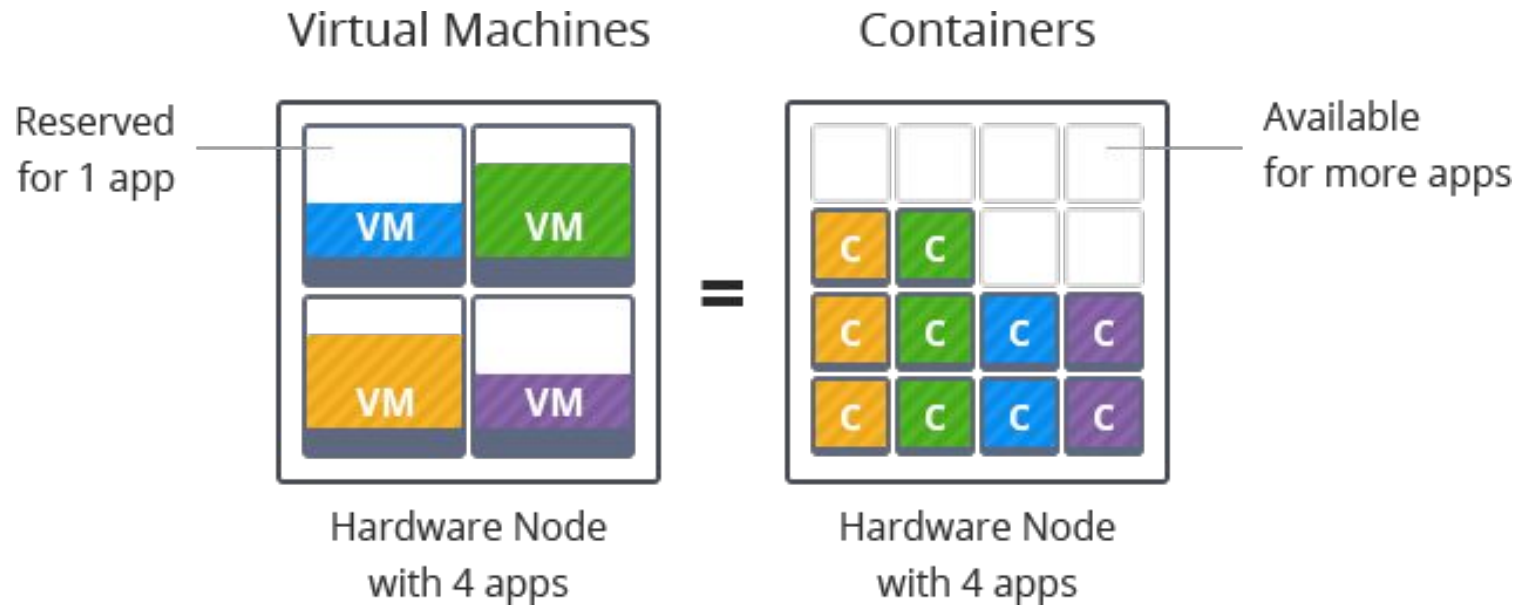 Virtual Machines
Containers
Reserved
for 1 app
Available
for more apps
VM VM
VM VM
=
C C
C C C C
C C C C
Hardware Node
with 4 apps
Hardware Node
with 4 apps